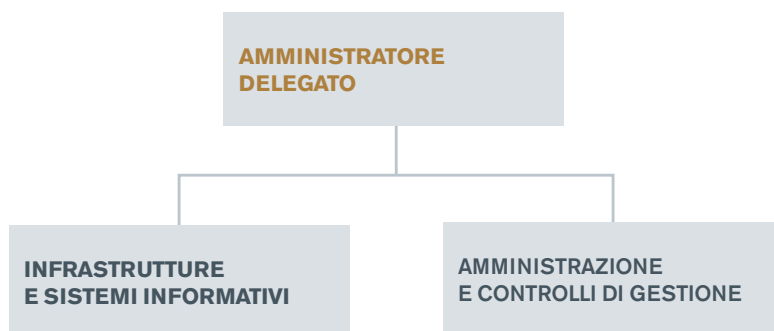 AMMINISTRATORE
DELEGATO
INFRASTRUTTURE
E SISTEMI INFORMATIVI
AMMINISTRAZIONE
E CONTROLLI DI GESTIONE